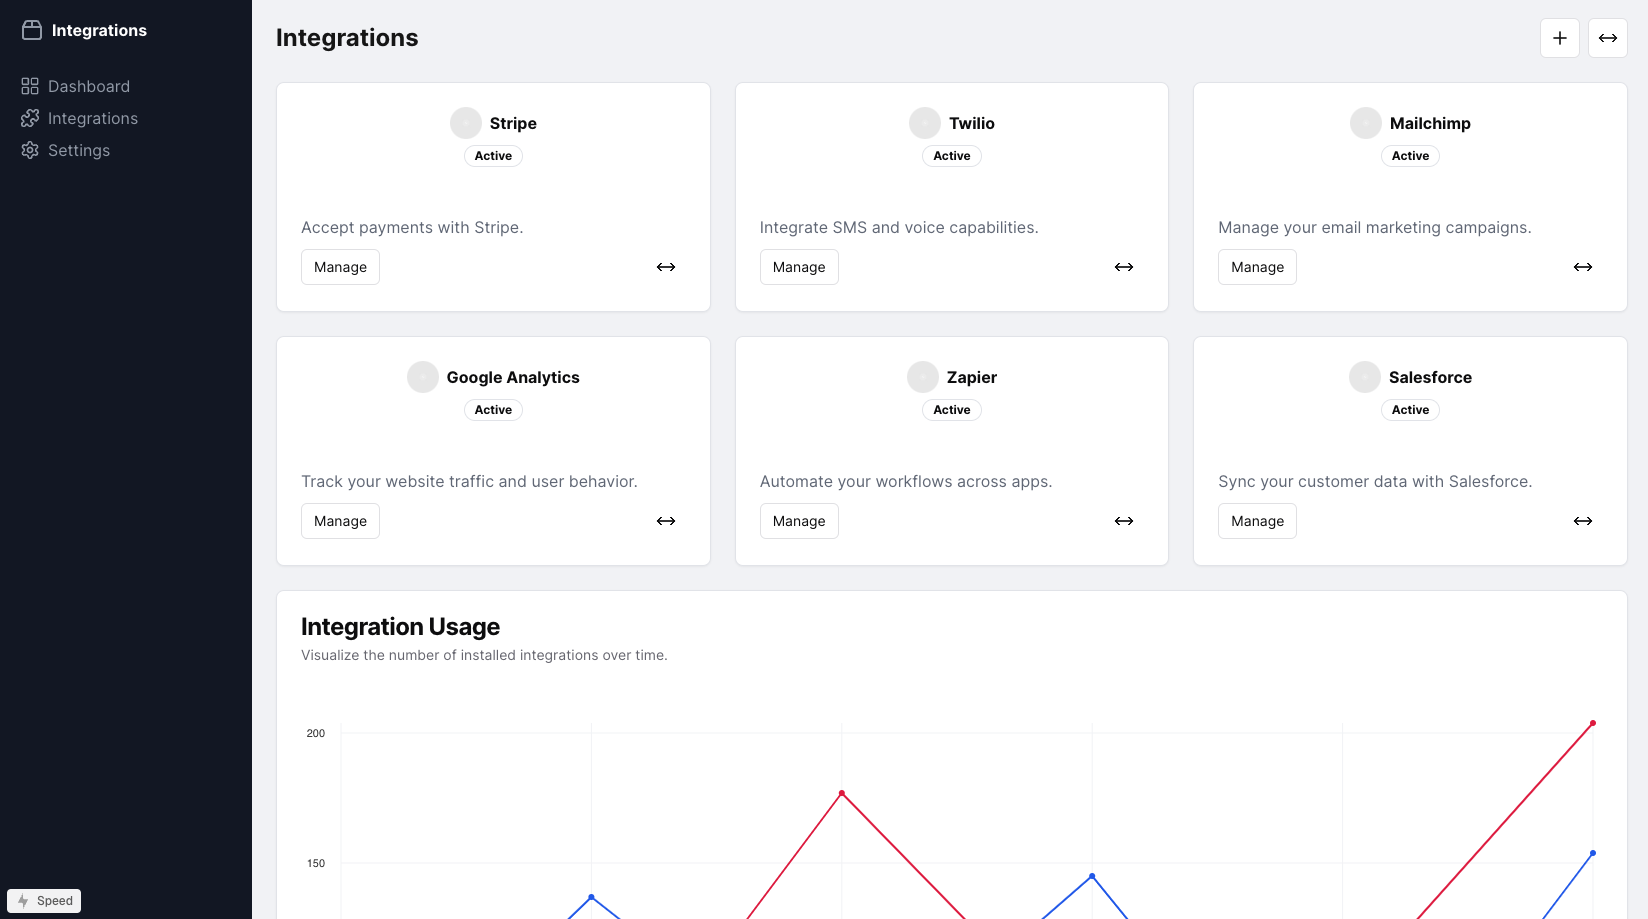 Integrations
Dashboard
Integrations
Settings
Speed
Integrations
Stripe
Active
Accept payments with Stripe.
Manage
Twilio
Active
Integrate SMS and voice capabilities.
Manage
Mailchimp
Active
Manage your email marketing campaigns.
Manage
Google Analytics
Active
Track your website traffic and user behavior.
Manage
Zapier
Active
Automate your workflows across apps.
Manage
Salesforce
Active
Sync your customer data with Salesforce.
Manage
Integration Usage
Visualize the number of installed integrations over time.
200
150